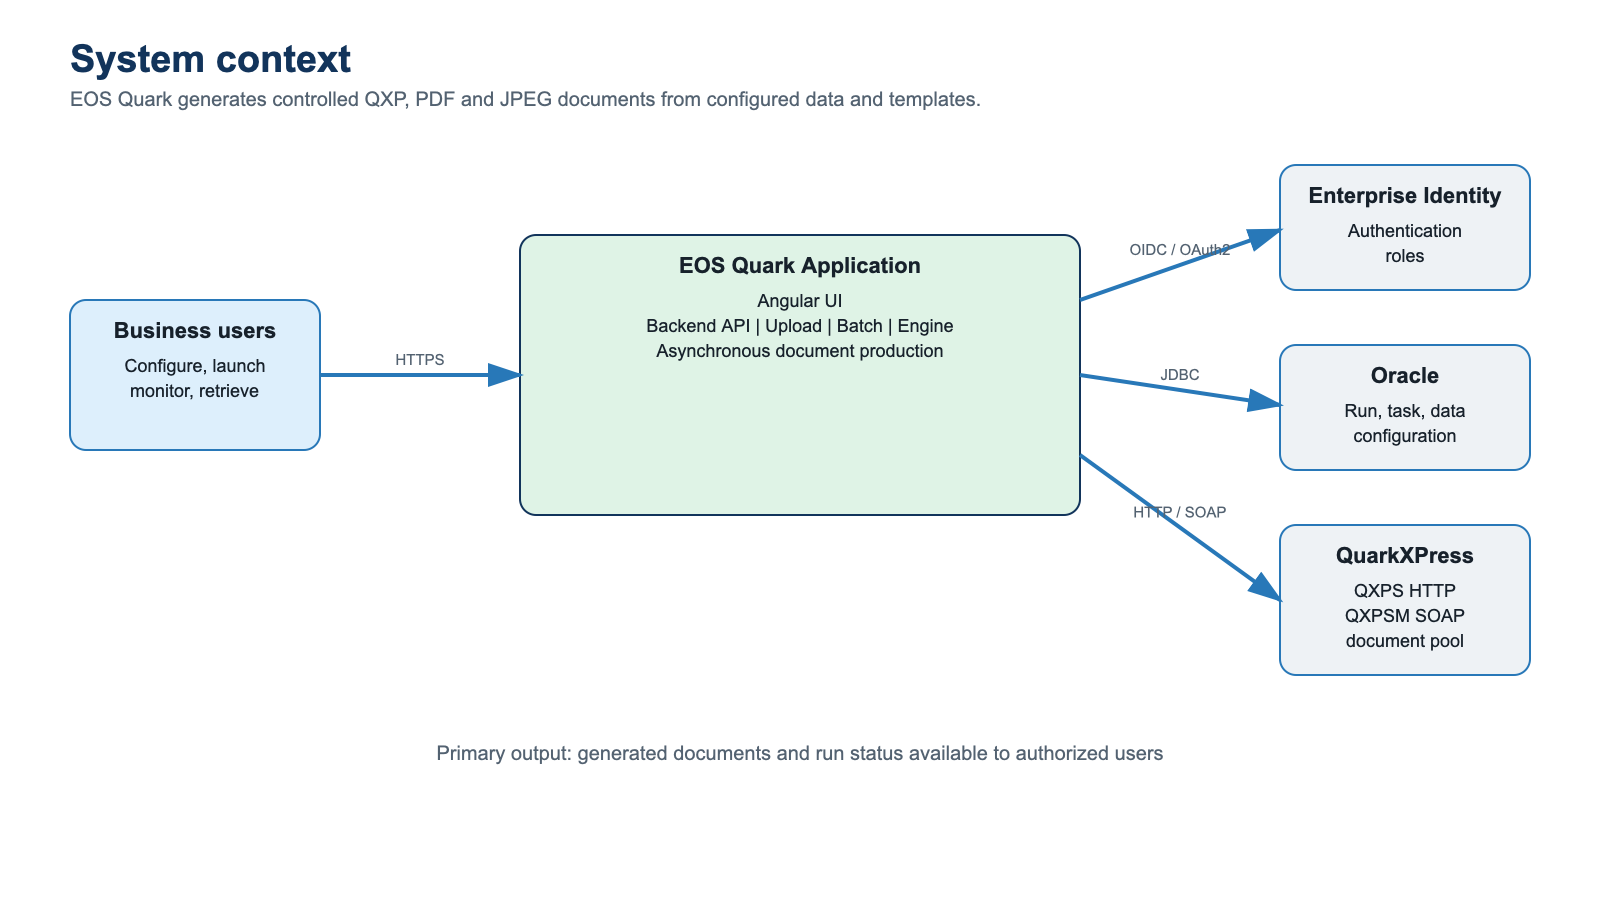 System context
EOS Quark generates controlled QXP, PDF and JPEG documents from configured data and templates.
Business users
Configure, launch
monitor, retrieve
HTTPS
EOS Quark Application
Angular UI
Backend API | Upload | Batch | Engine
Asynchronous document production
OIDC / OAuth2
Enterprise Identity
Authentication
roles
JDBC
Oracle
Run, task, data
configuration
HTTP / SOAP
QuarkXPress
QXPS HTTP
QXPSM SOAP
document pool
Primary output: generated documents and run status available to authorized users